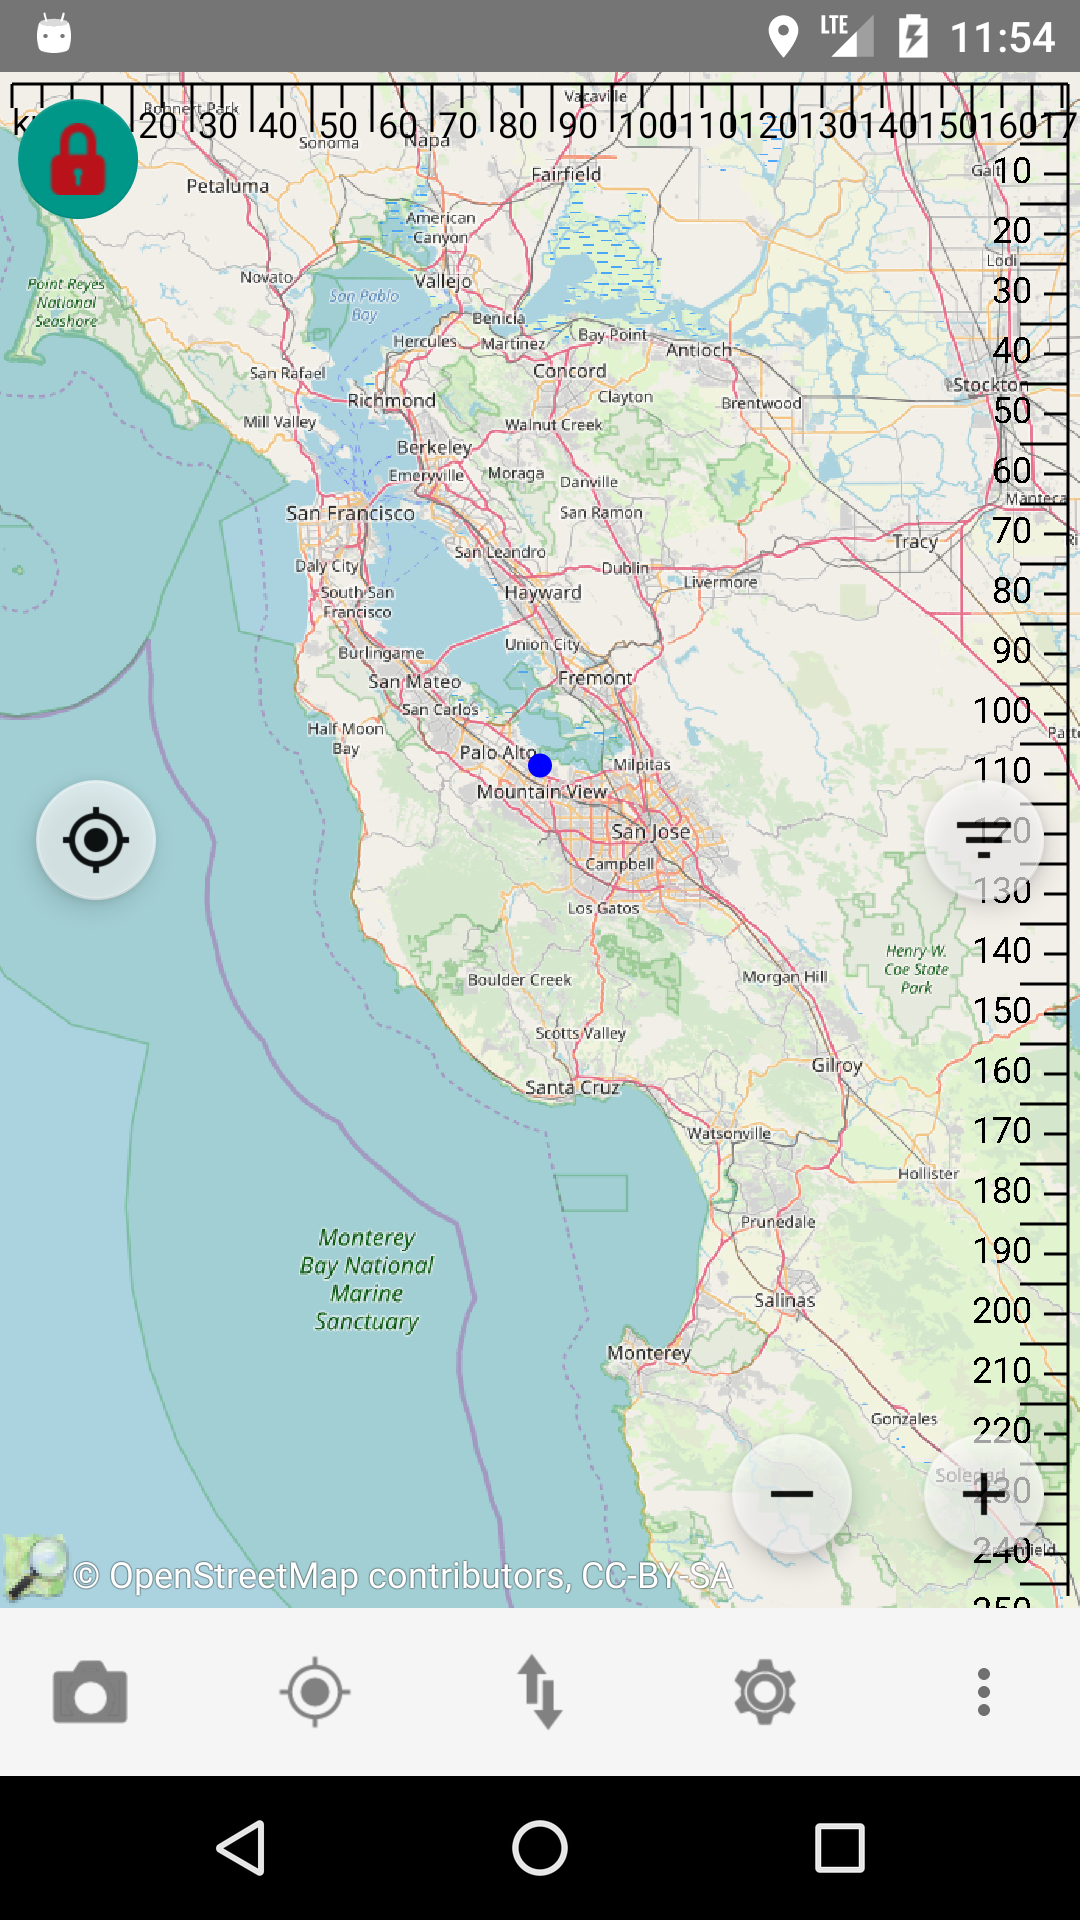 LTE 11:54
Vacaville
Rohnert Park
20 30 40 50 60 70 80 90 100 110 120 130 140 150 160 17
Sonoma
Napa
Petaluma
Fairfield
10
American
Canyon
20
Lodi
Novato
Vallejo
Point Reyes
National
Seashore
San Pablo
Bay
30
Benicia
Hercules
Martinez
Bay Point
Antioch
40
San Rafael
Concord
Stockton
Richmond
Clayton
Brentwood
50
Mill Valley
Walnut Creek
Berkeley
Emeryville
Moraga
Danville
60
Manteca
San Francisco
San Ramon
70
Tracy
San Leandro
Daly City
Dublin
Livermore
South San
Francisco
Hayward
80
Union City
Burlingame
90
San Mateo
Fremont
San Carlos
100
Half Moon
Bay
Palo Alto
Milpitas
110
Mountain View
San Jose
120
Campbell
130
Los Gatos
Henry W.
Coe State
Park
140
Boulder Creek
Morgan Hill
150
Scotts Valley
Gilroy
160
Santa Cruz
Watsonville
170
Hollister
180
Prunedale
Monterey
Bay National
Marine
Sanctuary
190
Salinas
200
Monterey
210
Gonzales
220
Soledad
230
240
250
© OpenStreetMap contributors, CC-BY-SA